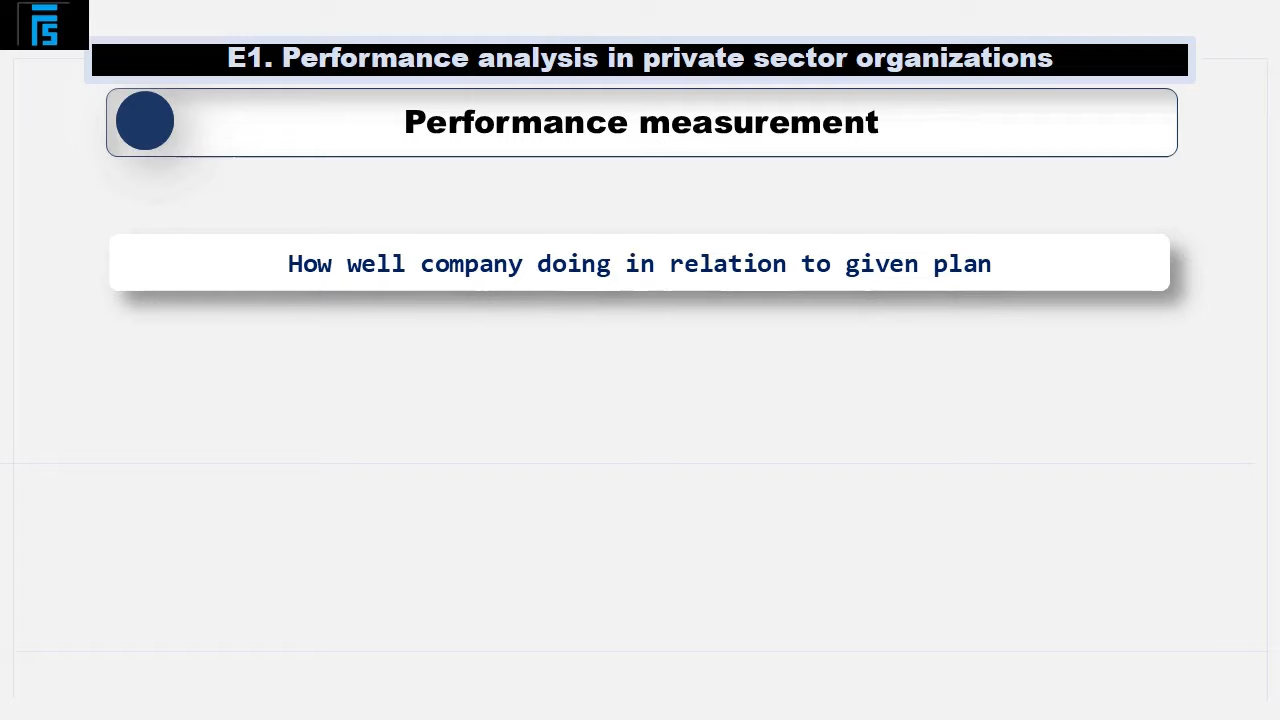 E1. Performance analysis in private sector organizations
Performance measurement
How well company doing in relation to given plan